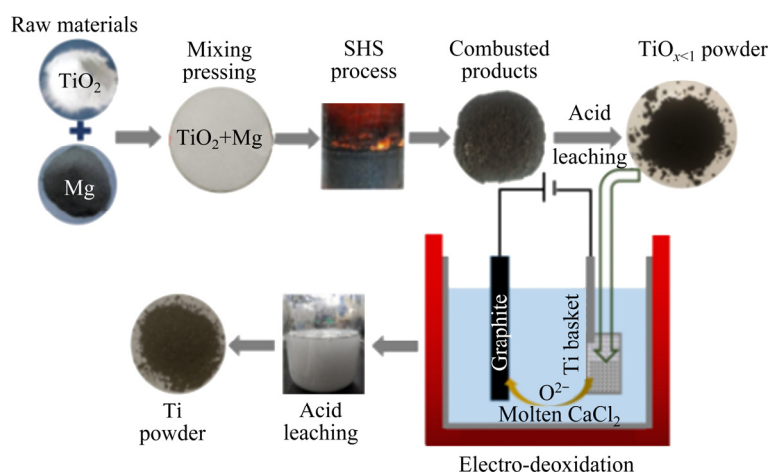 Raw materials
TiO₂
Mg
Mixing
pressing
TiO₂+Mg
SHS
process
Combusted
products
Acid
leaching
TiOₓ<₁ powder
Graphite
Ti basket
O²⁻
Molten CaCl₂
Electro-deoxidation
Acid
leaching
Ti
powder